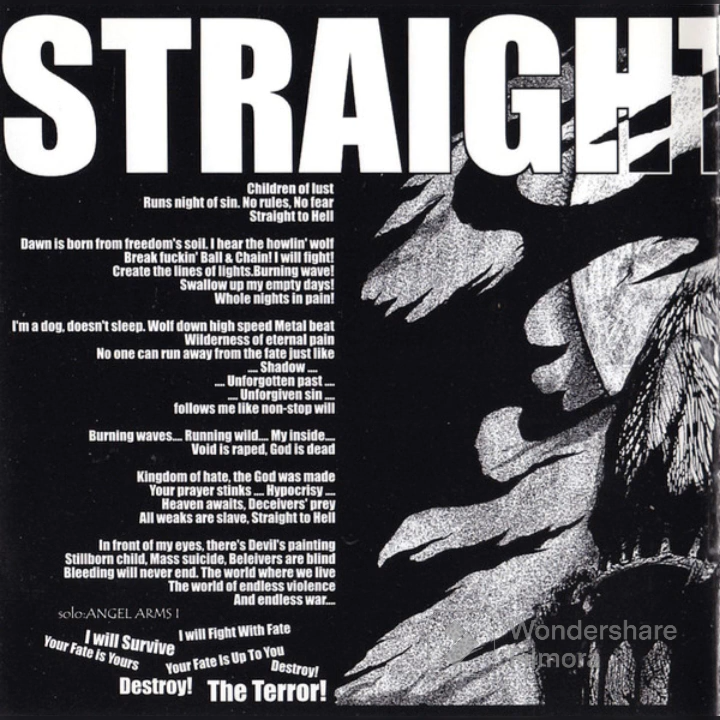 STRAIGHT
Children of lust
Runs night of sin. No rules, No fear
Straight to Hell
Dawn is born from freedom's soil. I hear the howlin' wolf
Break fuckin' Ball & Chain! I will fight!
Create the lines of lights.Burning wave!
Swallow up my empty days!
Whole nights in pain!
I'm a dog, doesn't sleep. Wolf down high speed Metal beat
Wilderness of eternal pain
No one can run away from the fate just like
.... Shadow ....
.... Unforgotten past ....
.... Unforgiven sin ....
follows me like non-stop will
Burning waves.... Running wild.... My inside....
Void is raped, God is dead
Kingdom of hate, the God was made
Your prayer stinks .... Hypocrisy ....
Heaven awaits, Deceivers' prey
All weaks are slave, Straight to Hell
In front of my eyes, there's Devil's painting
Stillborn child, Mass suicide, Beleivers are blind
Bleeding will never end. The world where we live
The world of endless violence
And endless war....
solo:ANGEL ARMS I
I will Survive
I will Fight With Fate
Your Fate Is Yours
Your Fate Is Up To You
Destroy!
Destroy!
The Terror!
Wondershare